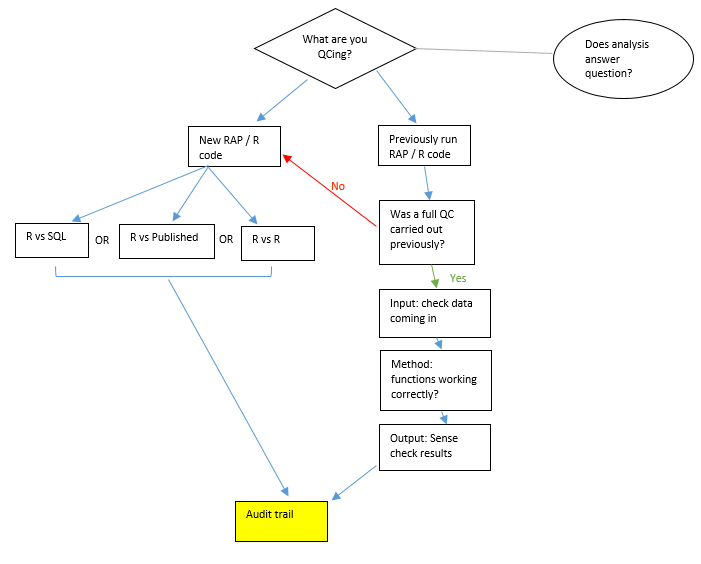 What are you
QCing?
Does analysis
answer
question?
New RAP / R
code
Previously run
RAP / R code
No
Was a full QC
carried out
previously?
R vs SQL
OR
R vs Published
OR
R vs R
Yes
Input: check data
coming in
Method:
functions working
correctly?
Output: Sense
check results
Audit trail